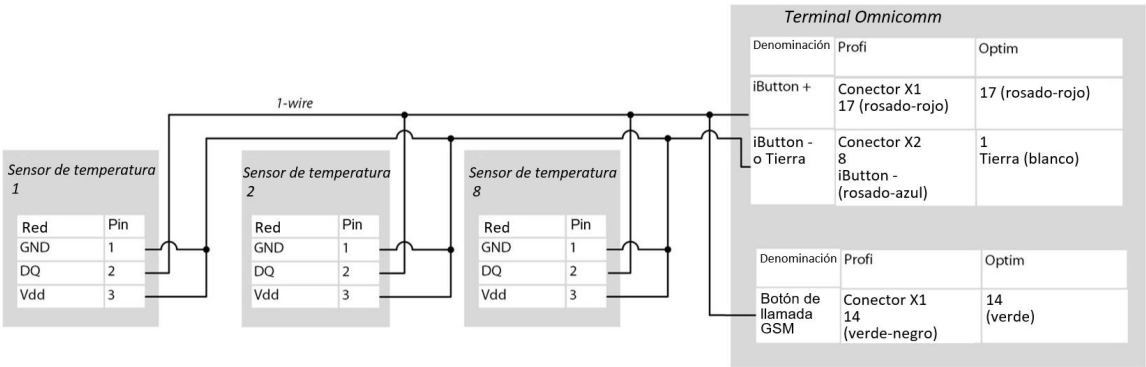 Terminal Omnicomm
Denominación Profi Optim
iButton + Conector X1 17 (rosado-rojo)
17 (rosado-rojo)
iButton - Conector X2 1
o Tierra 8 Tierra (blanco)
iButton -
(rosado-azul)
1-wire
Sensor de temperatura
1
Red Pin
GND 1
DQ 2
Vdd 3
Sensor de temperatura
2
Red Pin
GND 1
DQ 2
Vdd 3
Sensor de temperatura
8
Red Pin
GND 1
DQ 2
Vdd 3
Denominación Profi Optim
Botón de Conector X1 14
llamada 14 (verde)
GSM (verde-negro)